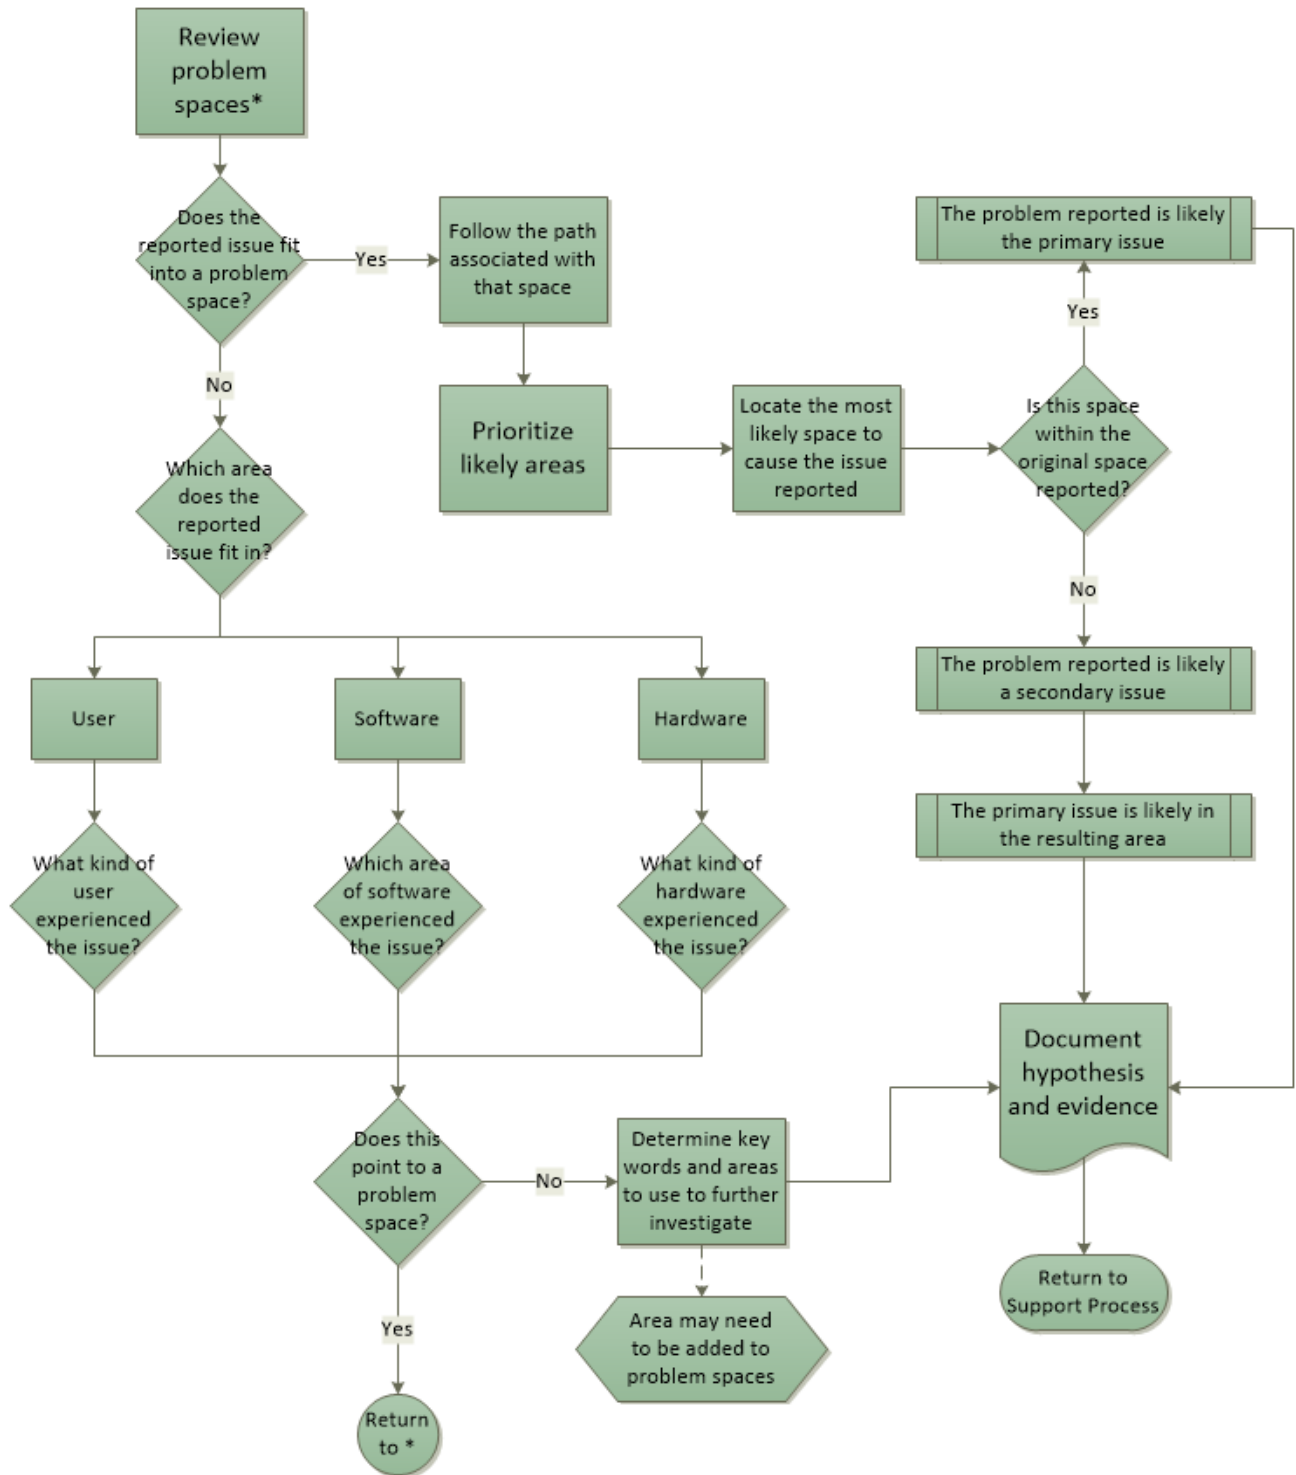 Review
problem
spaces*
Does the
reported issue fit
into a problem
space?
Yes
Follow the path
associated with
that space
No
Prioritize
likely areas
Locate the most
likely space to
cause the issue
reported
Is this space
within the
original space
reported?
Yes
The problem reported is likely
the primary issue
No
The problem reported is likely
a secondary issue
The primary issue is likely in
the resulting area
Which area
does the
reported
issue fit in?
User
Software
Hardware
What kind of
user
experienced
the issue?
Which area
of software
experienced
the issue?
What kind of
hardware
experienced
the issue?
Does this
point to a
problem
space?
No
Determine key
words and areas
to use to further
investigate
Document
hypothesis
and evidence
Return to
Support Process
Area may need
to be added to
problem spaces
Yes
Return
to *